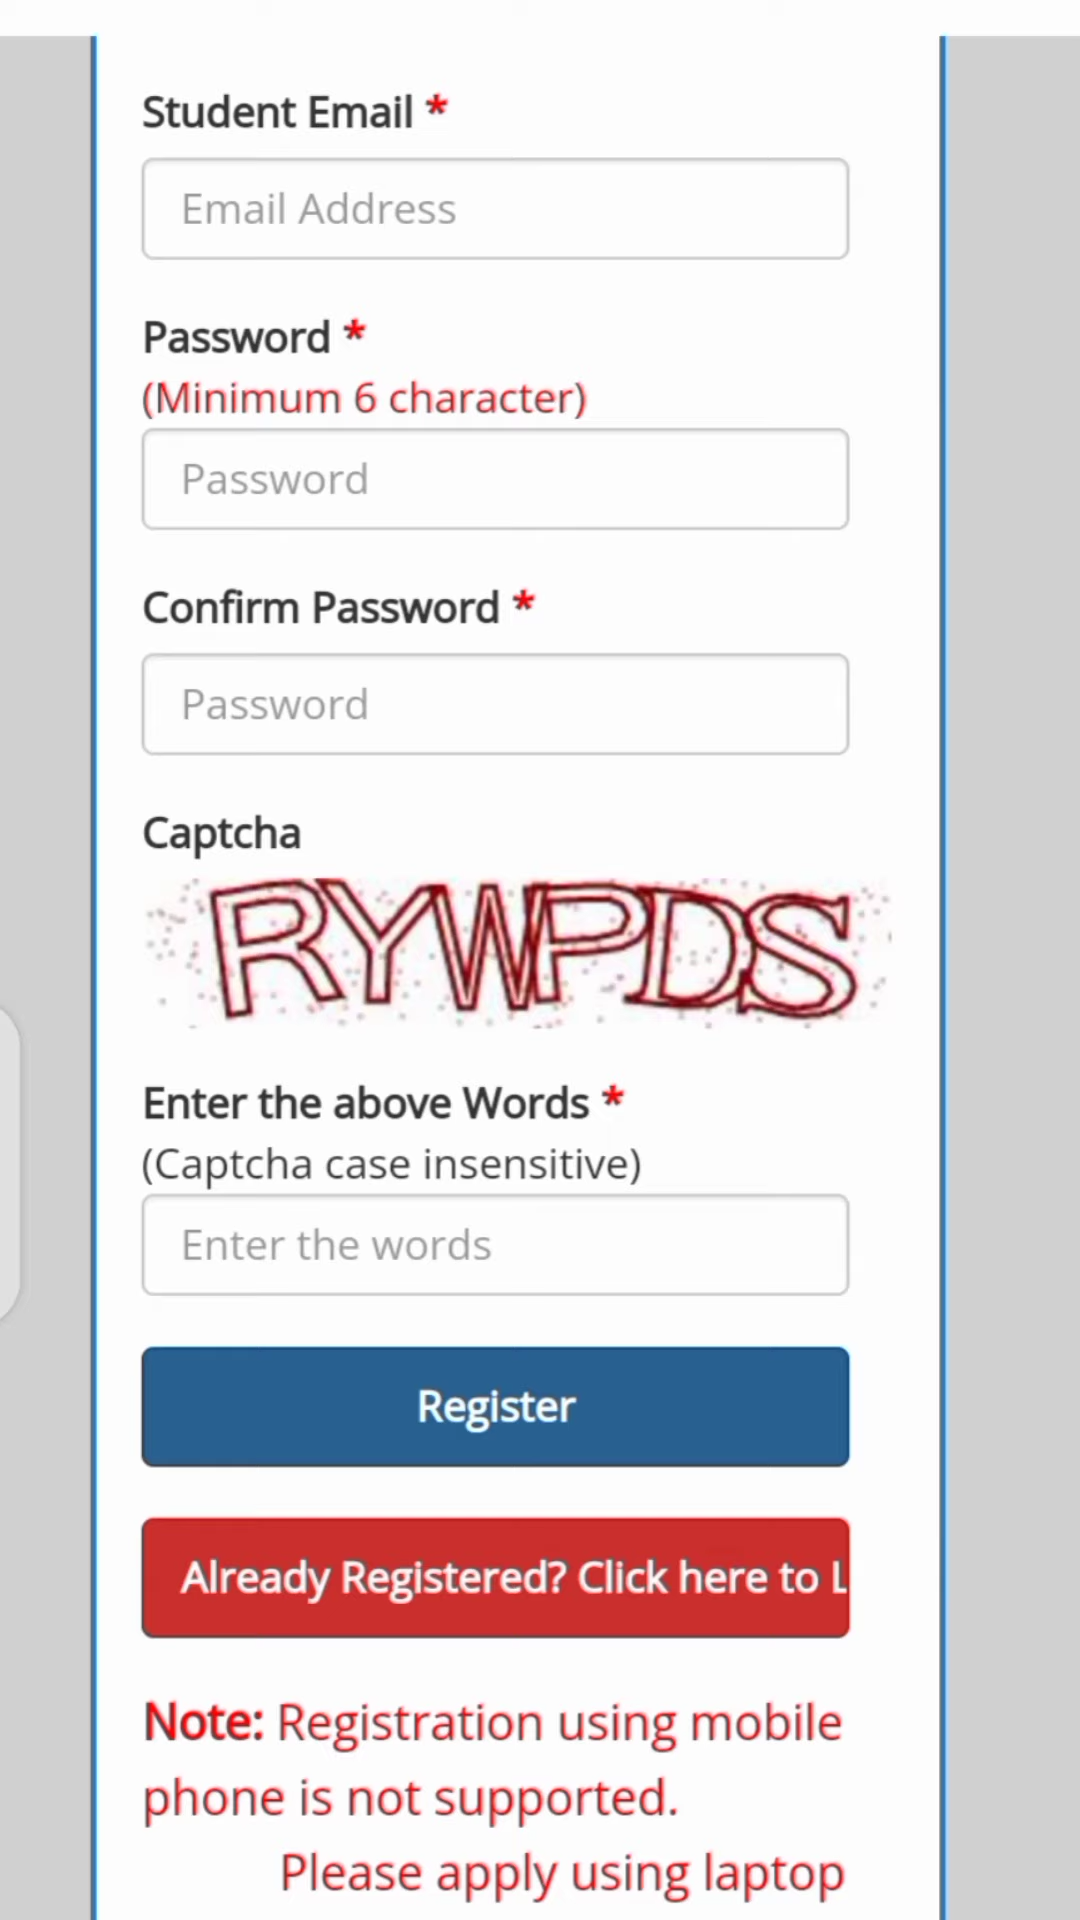 Student Email *
Email Address
Password *
(Minimum 6 character)
Password
Confirm Password *
Password
Captcha
RYWPDS
Enter the above Words *
(Captcha case insensitive)
Enter the words
Register
Already Registered? Click here to L
Note: Registration using mobile
phone is not supported.
Please apply using laptop